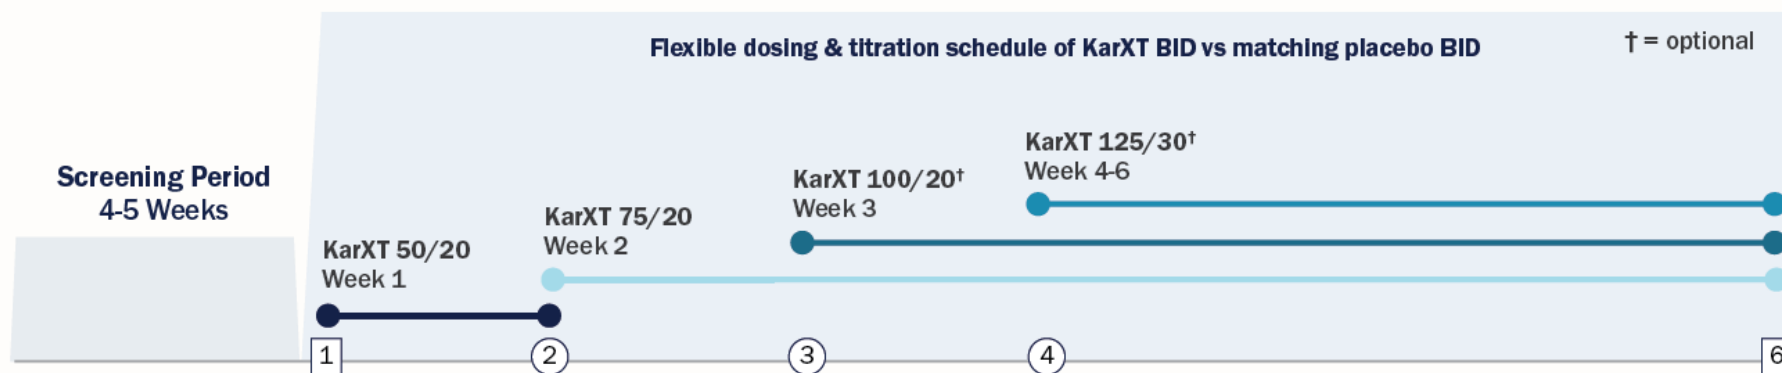 Flexible dosing & titration schedule of KarXT BID vs matching placebo BID
† = optional
Screening Period
4-5 Weeks
KarXT 50/20
Week 1
KarXT 75/20
Week 2
KarXT 100/20†
Week 3
KarXT 125/30†
Week 4-6
1
2
3
4
6